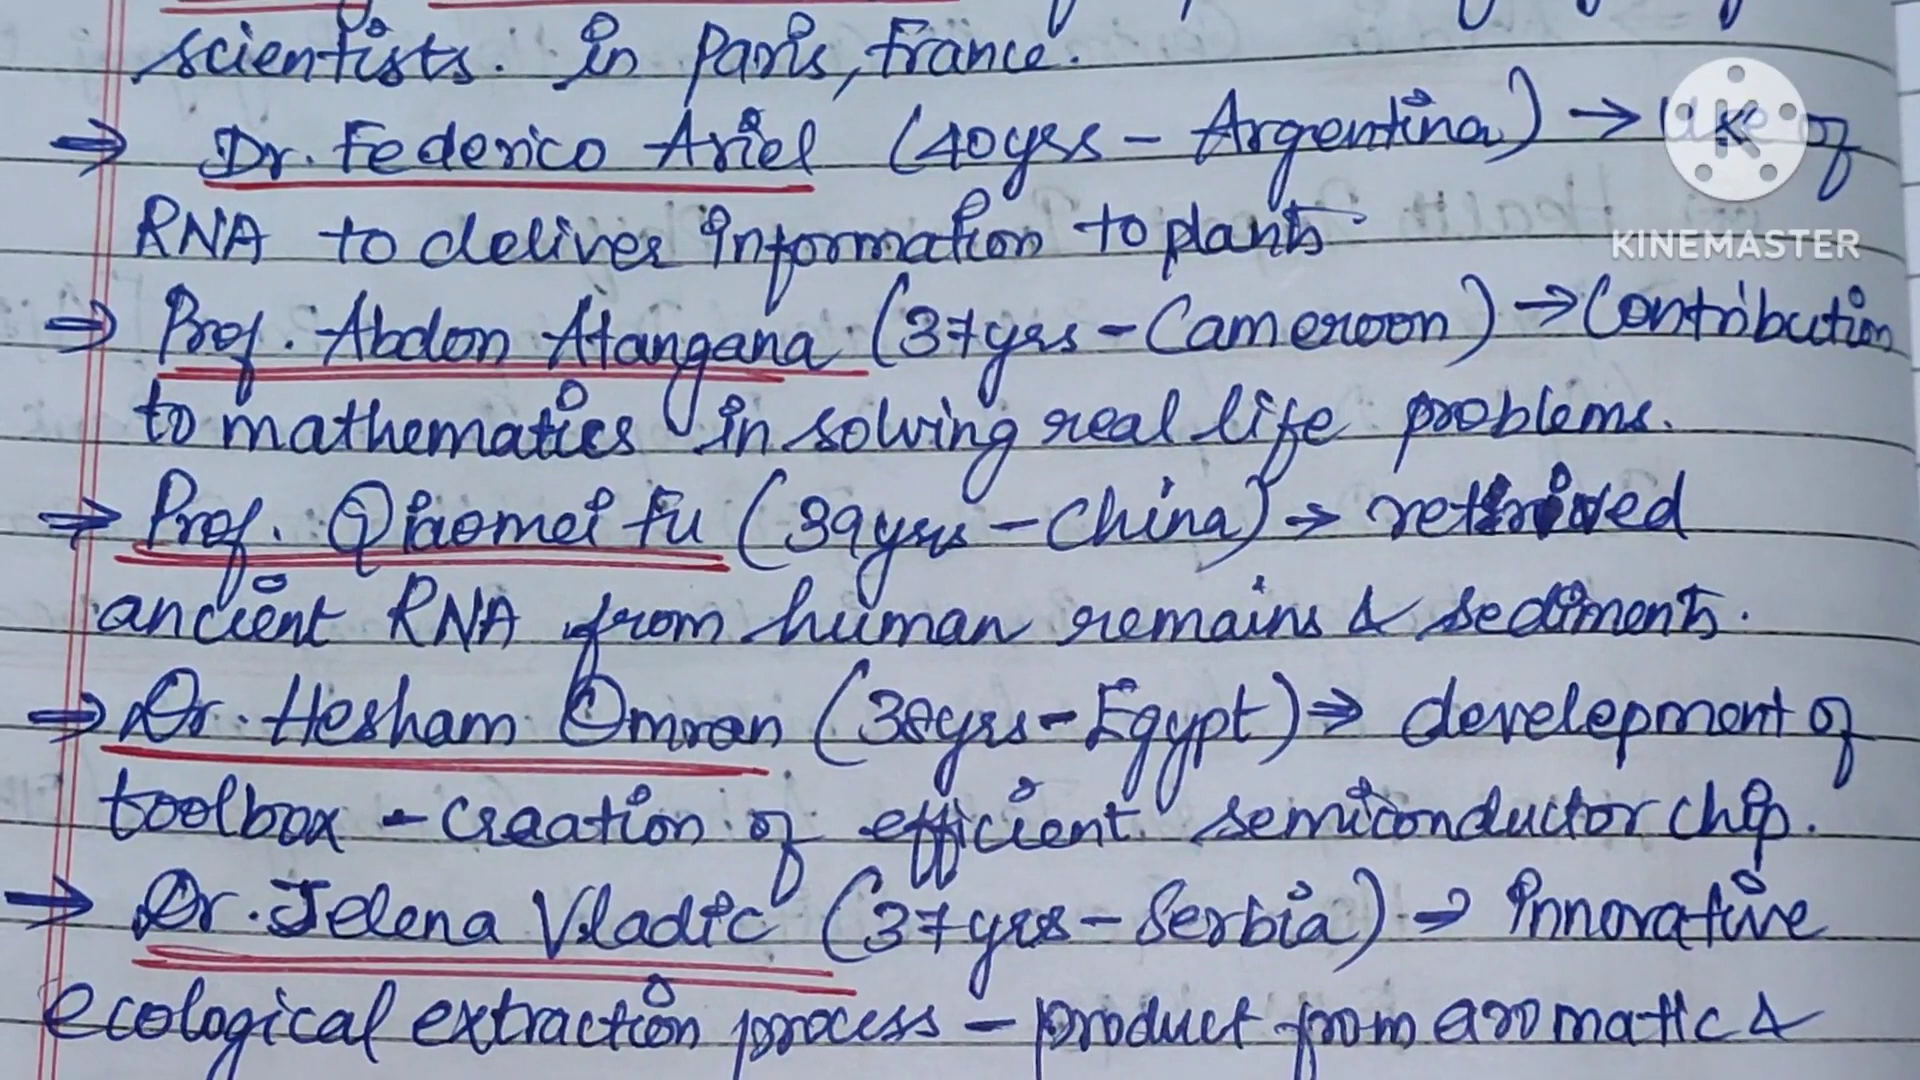 scientists. in Paris, France.
⇒ Dr. Federico Ariel (40yrs - Argentina) → Use of
RNA to deliver information to plants.
⇒ Prof. Abdon Atangana (37yrs - Cameroon) → Contribution
to mathematics in solving real life problems.
⇒ Prof. Qiaomei Fu (39yrs - China) → retrived
ancient RNA from human remains & sediments.
⇒ Dr. Hesham Omran (38yrs - Egypt) → development of
toolbox - creation of efficient semiconductor chip.
→ Dr. Jelena Vladic (37yrs - Serbia) → innovative
ecological extraction process - product from aromatic &
K
KINEMASTER